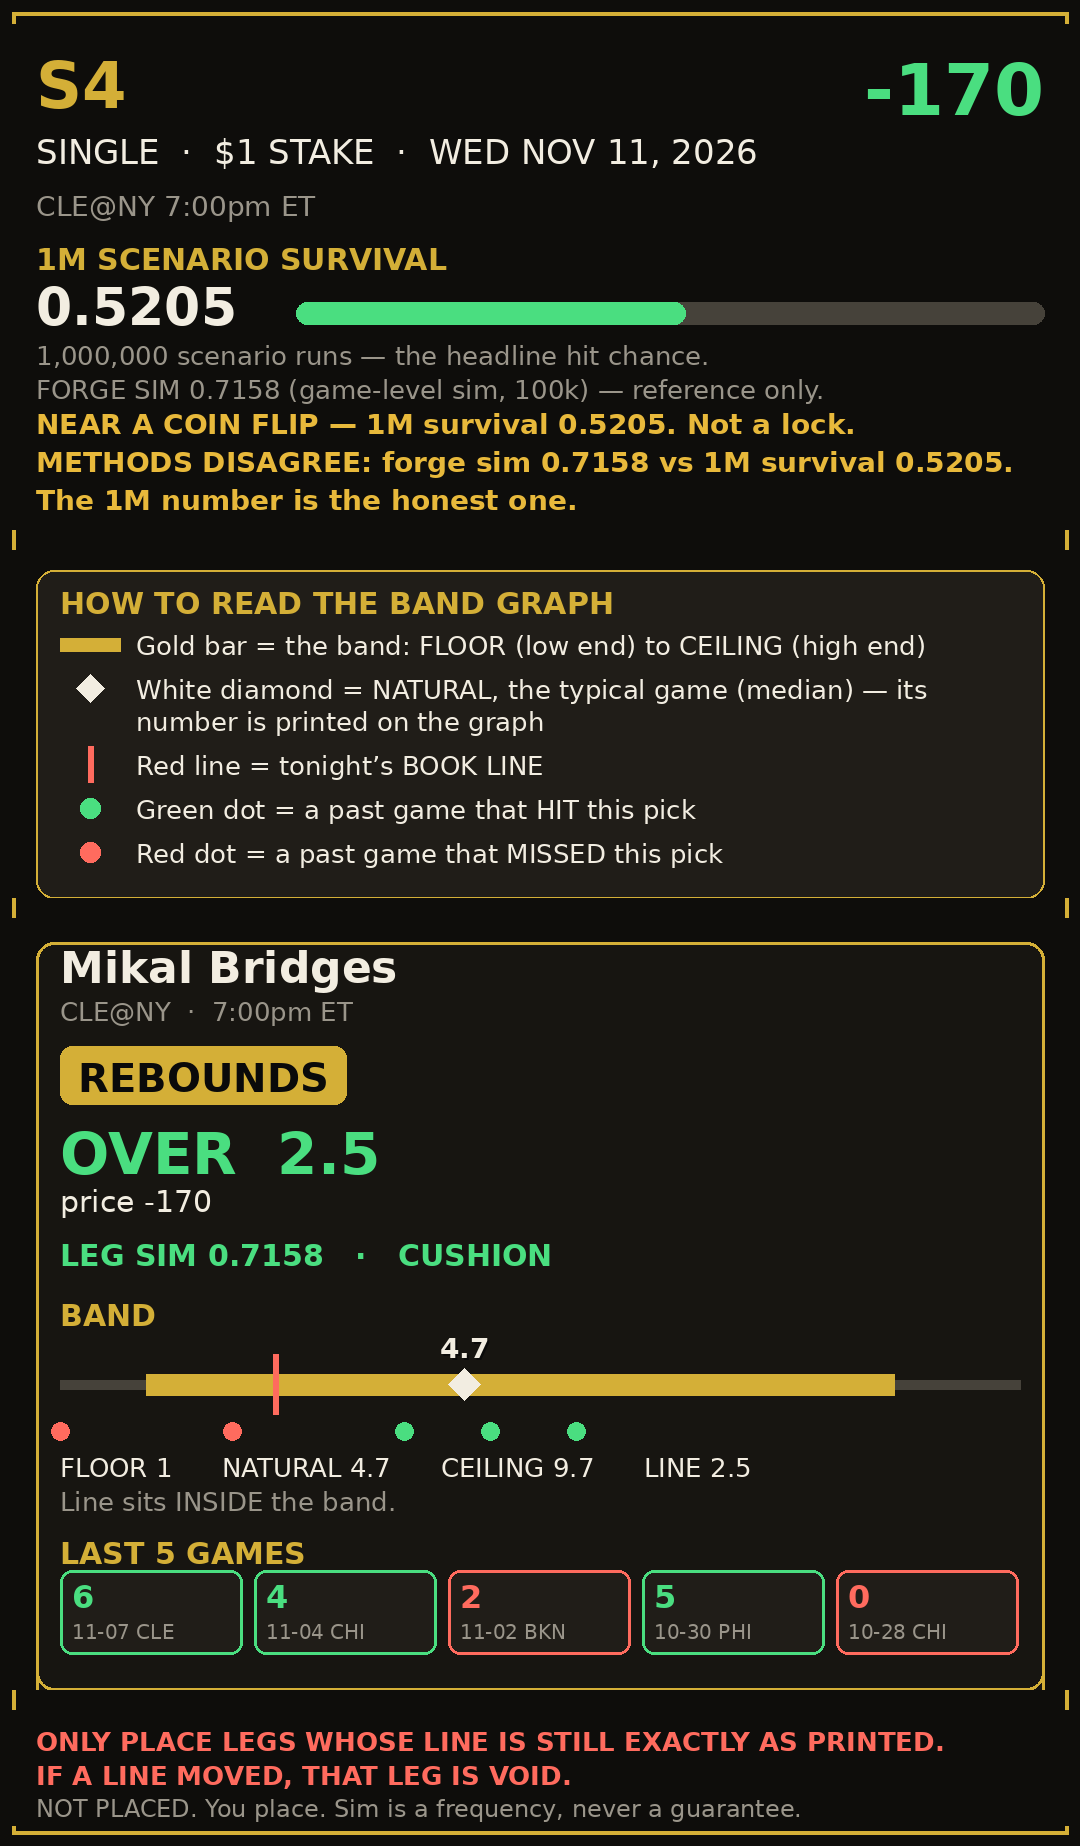 S4
-170
SINGLE · $1 STAKE · WED NOV 11, 2026
CLE@NY 7:00pm ET
1M SCENARIO SURVIVAL
0.5205
1,000,000 scenario runs — the headline hit chance.
FORGE SIM 0.7158 (game-level sim, 100k) — reference only.
NEAR A COIN FLIP — 1M survival 0.5205. Not a lock.
METHODS DISAGREE: forge sim 0.7158 vs 1M survival 0.5205.
The 1M number is the honest one.
HOW TO READ THE BAND GRAPH
Gold bar = the band: FLOOR (low end) to CEILING (high end)
White diamond = NATURAL, the typical game (median) — its
number is printed on the graph
Red line = tonight’s BOOK LINE
Green dot = a past game that HIT this pick
Red dot = a past game that MISSED this pick
Mikal Bridges
CLE@NY · 7:00pm ET
REBOUNDS
OVER 2.5
price -170
LEG SIM 0.7158 · CUSHION
BAND
4.7
FLOOR 1 NATURAL 4.7 CEILING 9.7 LINE 2.5
Line sits INSIDE the band.
LAST 5 GAMES
6 4 2 5 0
11-07 CLE 11-04 CHI 11-02 BKN 10-30 PHI 10-28 CHI
ONLY PLACE LEGS WHOSE LINE IS STILL EXACTLY AS PRINTED.
IF A LINE MOVED, THAT LEG IS VOID.
NOT PLACED. You place. Sim is a frequency, never a guarantee.